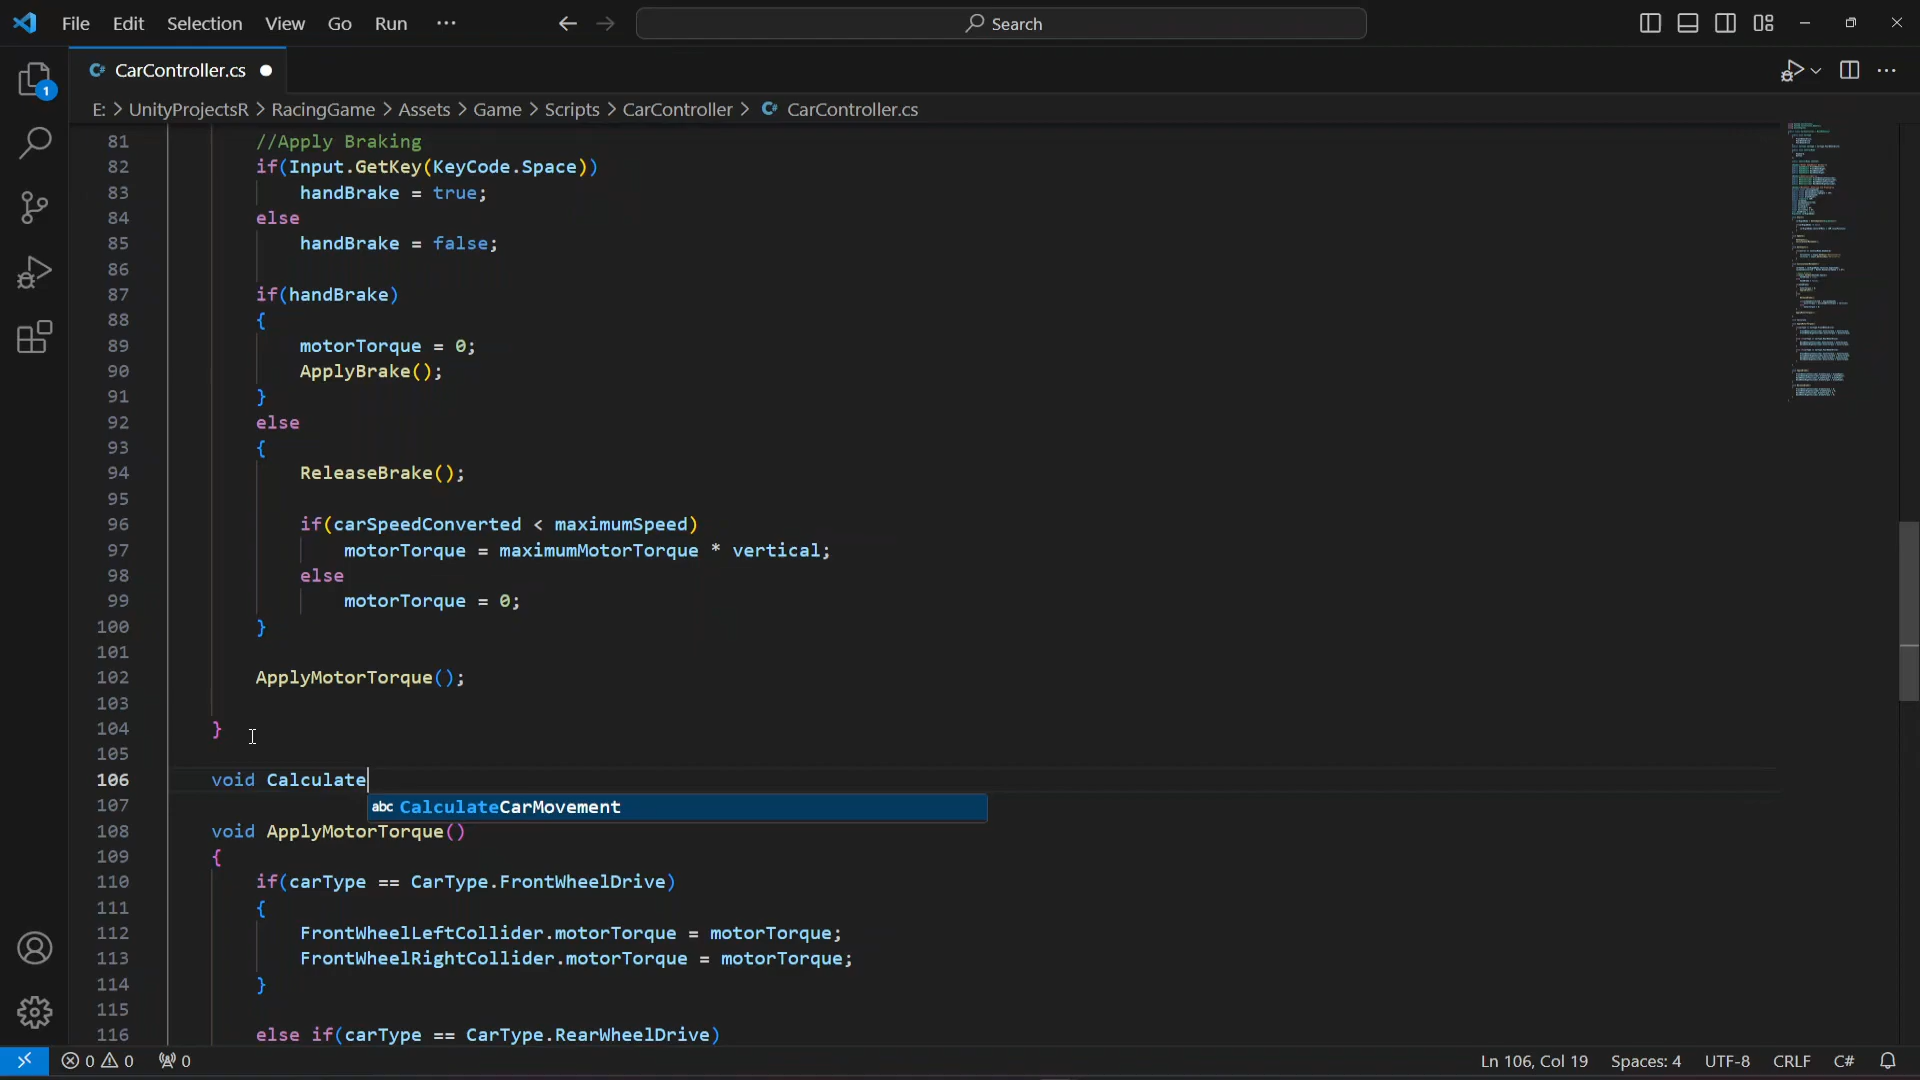 File Edit Selection View Go Run ··· Search
CarController.cs
E: > UnityProjectsR > RacingGame > Assets > Game > Scripts > CarController > CarController.cs
81 //Apply Braking
82 if(Input.GetKey(KeyCode.Space))
83 handBrake = true;
84 else
85 handBrake = false;
86
87 if(handBrake)
88 {
89 motorTorque = 0;
90 ApplyBrake();
91 }
92 else
93 {
94 ReleaseBrake();
95
96 if(carSpeedConverted < maximumSpeed)
97 motorTorque = maximumMotorTorque * vertical;
98 else
99 motorTorque = 0;
100 }
101
102 ApplyMotorTorque();
103
104 }
105
106 void Calculate
107 abc CalculateCarMovement
108 void ApplyMotorTorque()
109 {
110 if(carType == CarType.FrontWheelDrive)
111 {
112 FrontWheelLeftCollider.motorTorque = motorTorque;
113 FrontWheelRightCollider.motorTorque = motorTorque;
114 }
115
116 else if(carType == CarType.RearWheelDrive)
1
0 0 0 Ln 106, Col 19 Spaces: 4 UTF-8 CRLF C#